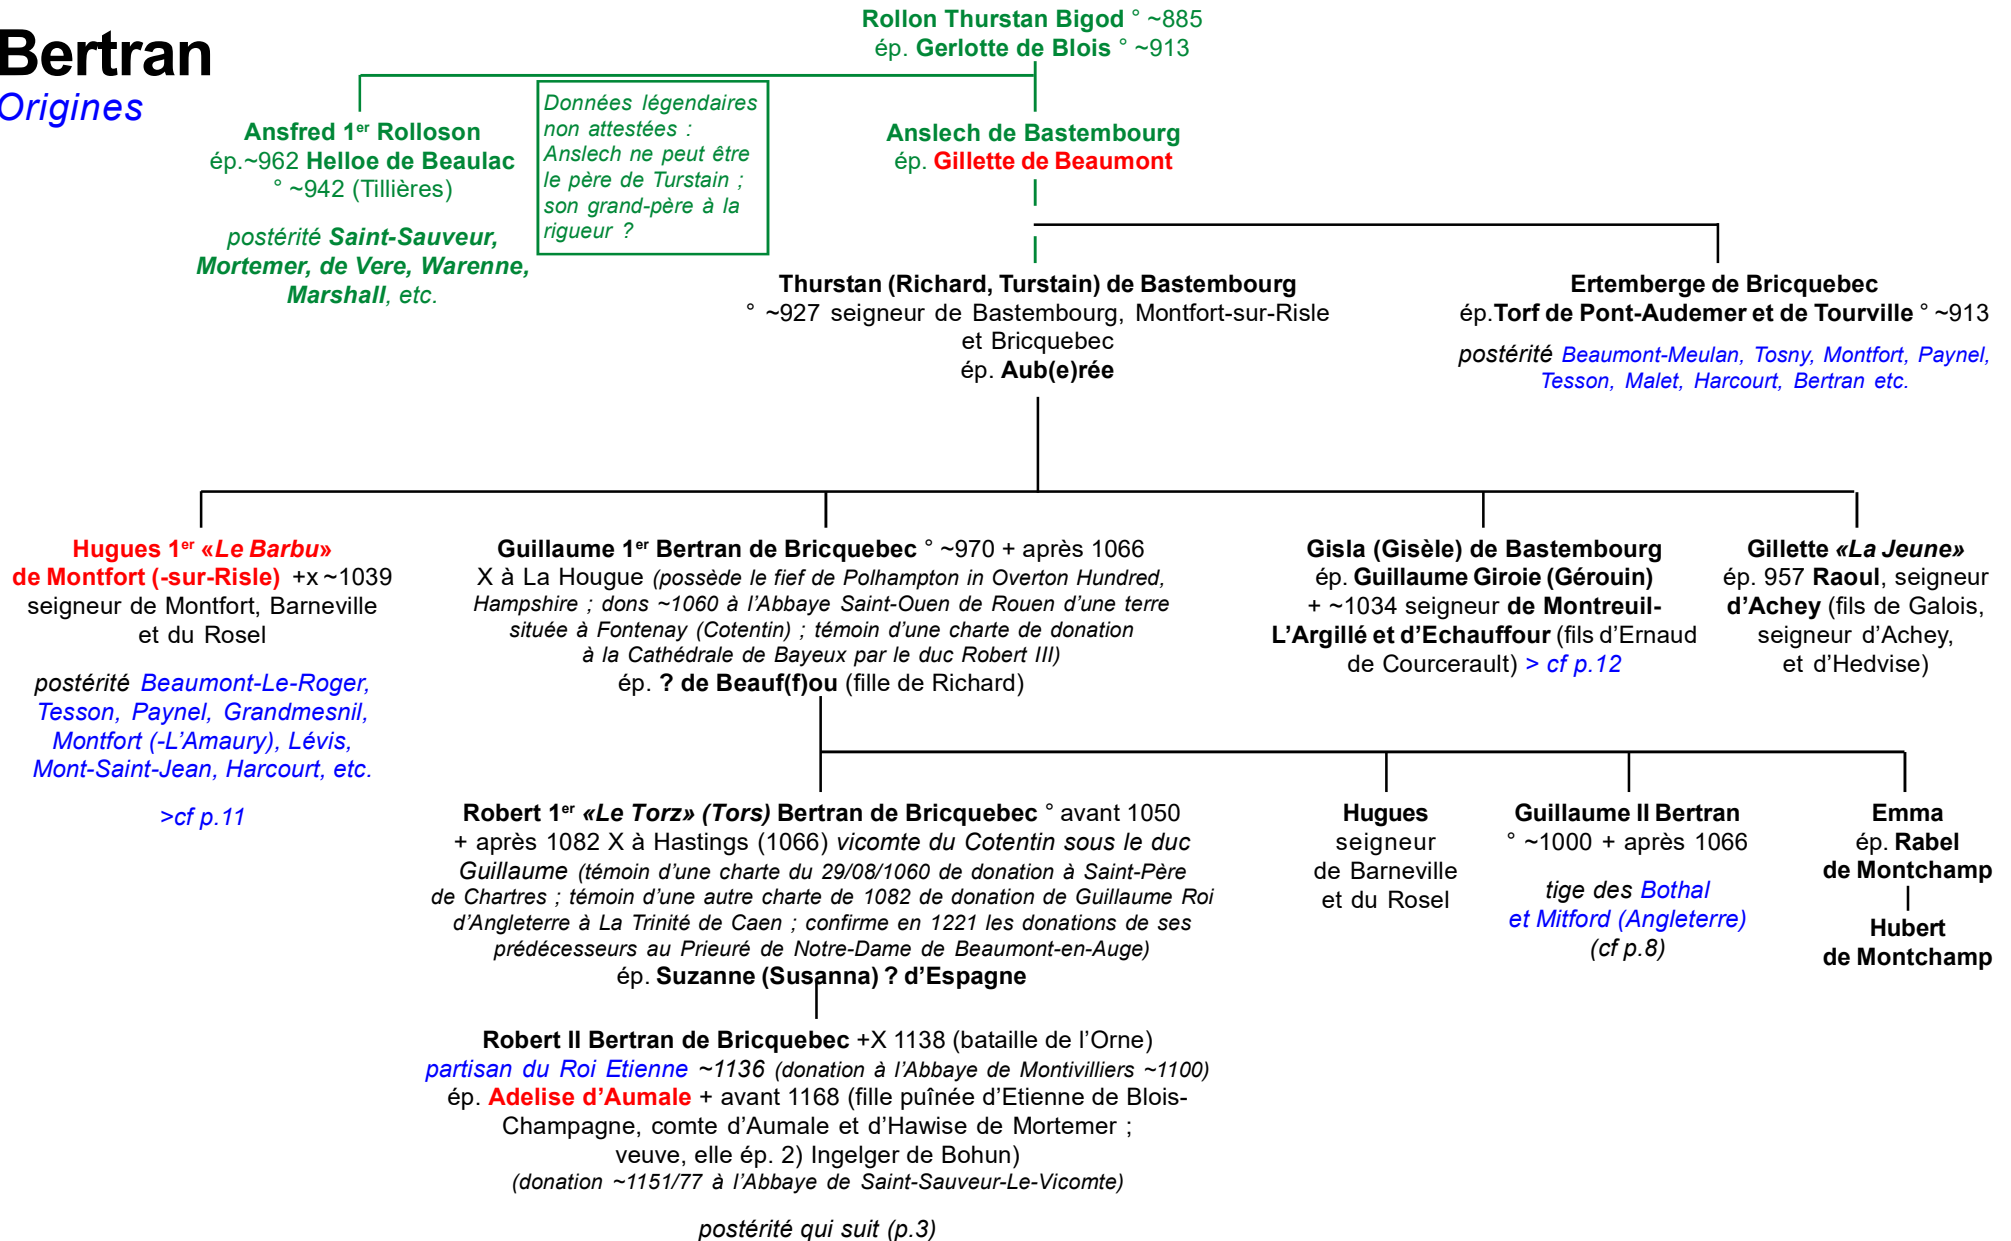 Bertran
Origines
Rollon Thurstan Bigod ° ~885
ép. Gerlotte de Blois ° ~913
Ansfred 1er Rolloson
ép.~962 Helloe de Beaulac
° ~942 (Tillières)
postérité Saint-Sauveur,
Mortemer, de Vere, Warenne,
Marshall, etc.
Données légendaires
non attestées :
Anslech ne peut être
le père de Turstain ;
son grand-père à la
rigueur ?
Anslech de Bastembourg
ép. Gillette de Beaumont
Thurstan (Richard, Turstain) de Bastembourg
° ~927 seigneur de Bastembourg, Montfort-sur-Risle
et Bricquebec
ép. Aub(e)rée
Ertemberge de Bricquebec
ép.Torf de Pont-Audemer et de Tourville ° ~913
postérité Beaumont-Meulan, Tosny, Montfort, Paynel,
Tesson, Malet, Harcourt, Bertran etc.
Hugues 1er «Le Barbu»
de Montfort (-sur-Risle) +x ~1039
seigneur de Montfort, Barneville
et du Rosel
postérité Beaumont-Le-Roger,
Tesson, Paynel, Grandmesnil,
Montfort (-L'Amaury), Lévis,
Mont-Saint-Jean, Harcourt, etc.
>cf p.11
Guillaume 1er Bertran de Bricquebec ° ~970 + après 1066
X à La Hougue (possède le fief de Polhampton in Overton Hundred,
Hampshire ; dons ~1060 à l'Abbaye Saint-Ouen de Rouen d'une terre
située à Fontenay (Cotentin) ; témoin d'une charte de donation
à la Cathédrale de Bayeux par le duc Robert III)
ép. ? de Beauf(f)ou (fille de Richard)
Gisla (Gisèle) de Bastembourg
ép. Guillaume Giroie (Gérouin)
+ ~1034 seigneur de Montreuil-
L'Argillé et d'Echauffour (fils d'Ernaud
de Courcerault) > cf p.12
Gillette «La Jeune»
ép. 957 Raoul, seigneur
d'Achey (fils de Galois,
seigneur d'Achey,
et d'Hedvise)
Robert 1er «Le Torz» (Tors) Bertran de Bricquebec ° avant 1050
+ après 1082 X à Hastings (1066) vicomte du Cotentin sous le duc
Guillaume (témoin d'une charte du 29/08/1060 de donation à Saint-Père
de Chartres ; témoin d'une autre charte de 1082 de donation de Guillaume Roi
d'Angleterre à La Trinité de Caen ; confirme en 1221 les donations de ses
prédécesseurs au Prieuré de Notre-Dame de Beaumont-en-Auge)
ép. Suzanne (Susanna) ? d'Espagne
Hugues
seigneur
de Barneville
et du Rosel
Guillaume II Bertran
° ~1000 + après 1066
tige des Bothal
et Mitford (Angleterre)
(cf p.8)
Emma
ép. Rabel
de Montchamp
Hubert
de Montchamp
Robert II Bertran de Bricquebec +X 1138 (bataille de l'Orne)
partisan du Roi Etienne ~1136 (donation à l'Abbaye de Montivilliers ~1100)
ép. Adelise d'Aumale + avant 1168 (fille puînée d'Etienne de Blois-
Champagne, comte d'Aumale et d'Hawise de Mortemer ;
veuve, elle ép. 2) Ingelger de Bohun)
(donation ~1151/77 à l'Abbaye de Saint-Sauveur-Le-Vicomte)
postérité qui suit (p.3)